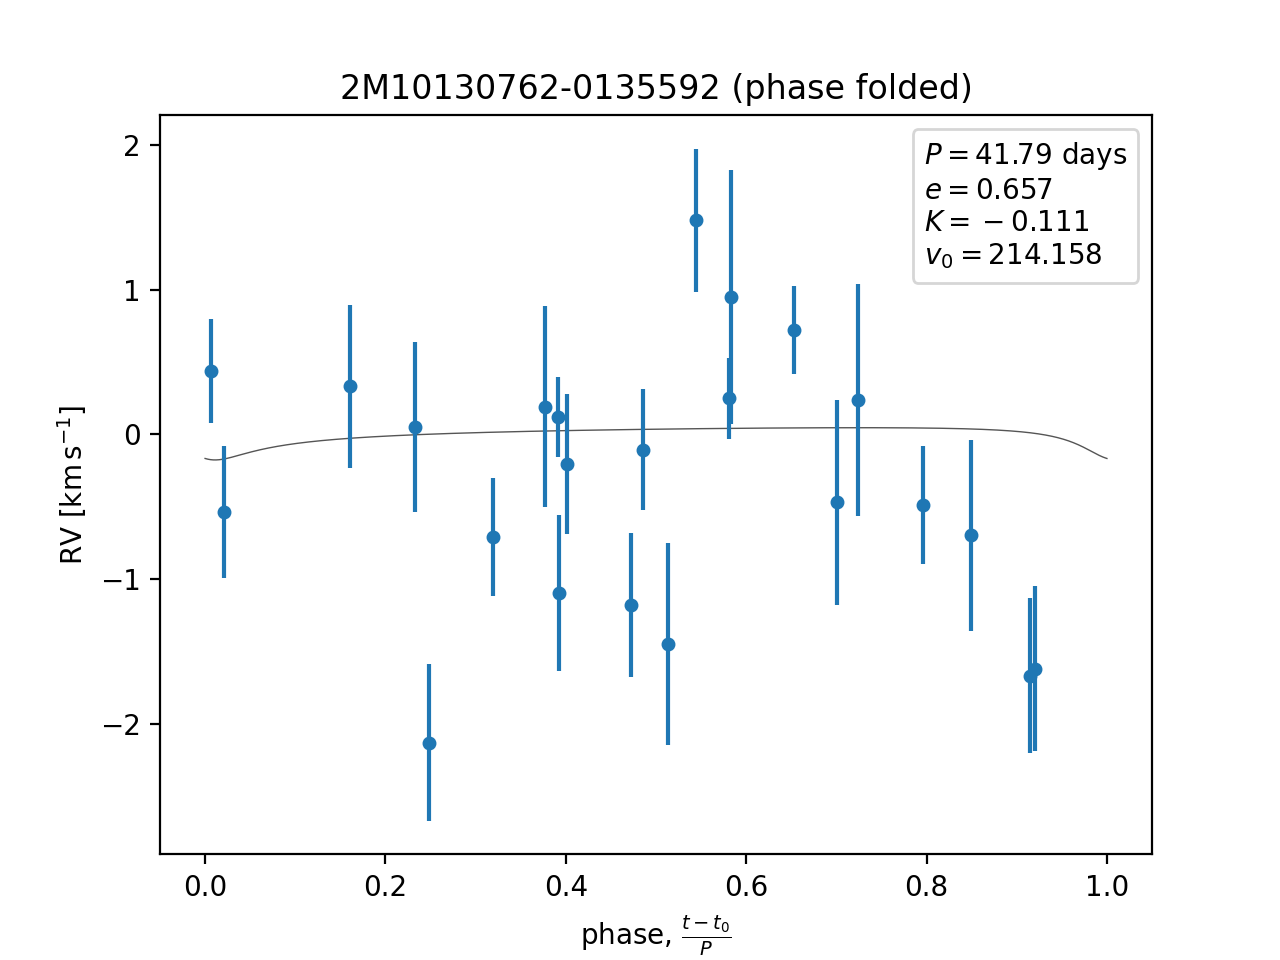 2M10130762-0135592 (phase folded)
P = 41.79 days
e = 0.657
K = −0.111
v₀ = 214.158
2
1
0
−1
−2
RV [km s⁻¹]
0.0 0.2 0.4 0.6 0.8 1.0
phase, (t − t₀)/P